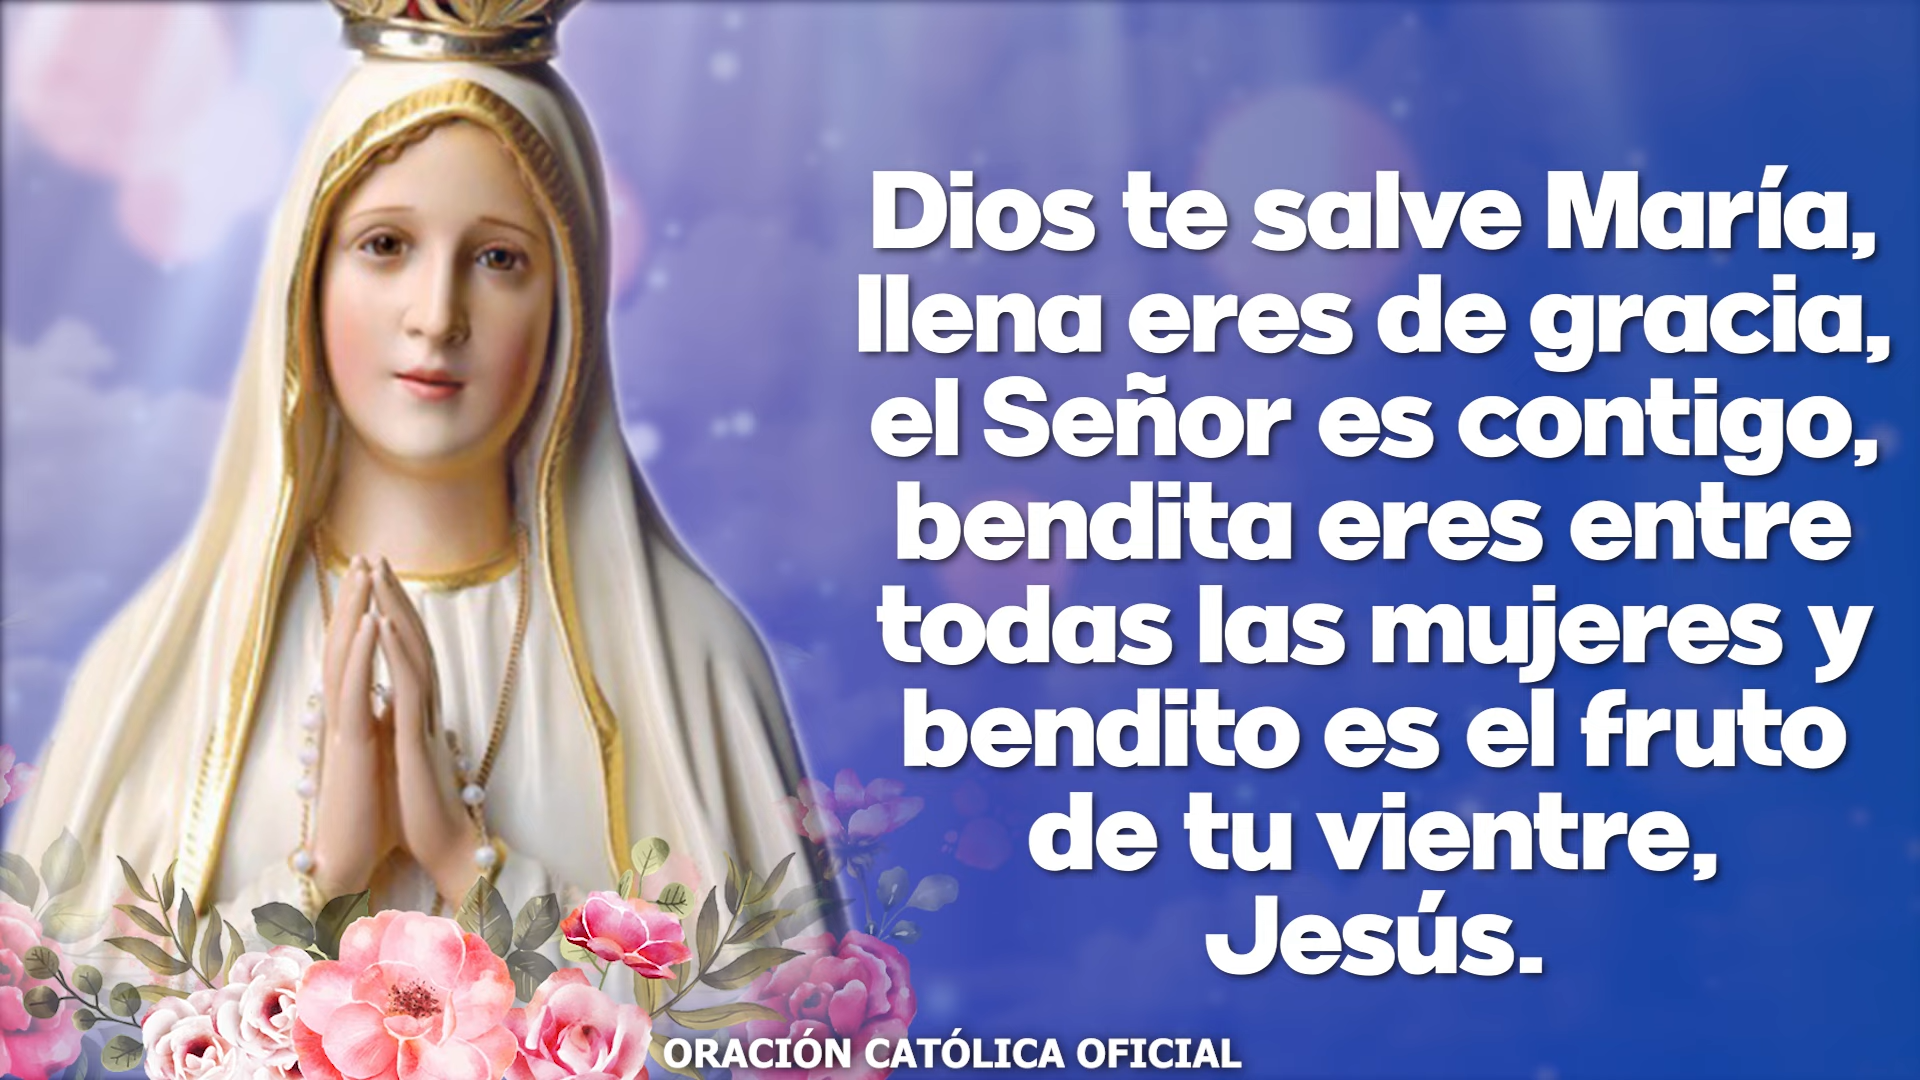 Dios te salve María,
llena eres de gracia,
el Señor es contigo,
bendita eres entre
todas las mujeres y
bendito es el fruto
de tu vientre,
Jesús.
ORACIÓN CATÓLICA OFICIAL